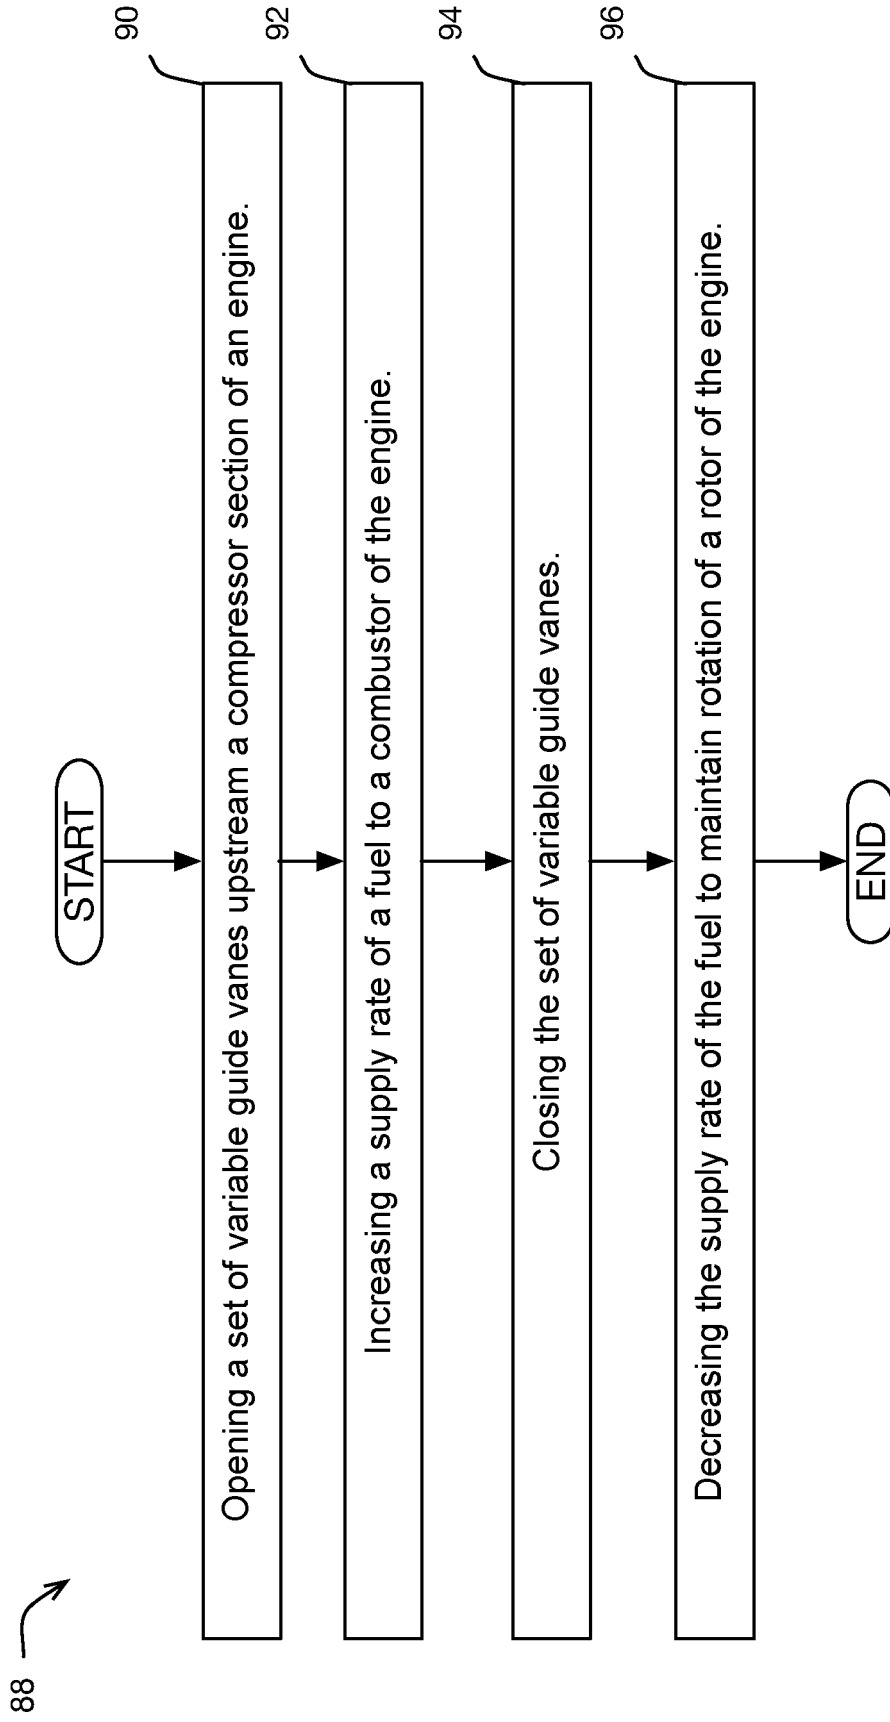 88
START
90
Opening a set of variable guide vanes upstream a compressor section of an engine.
92
Increasing a supply rate of a fuel to a combustor of the engine.
94
Closing the set of variable guide vanes.
96
Decreasing the supply rate of the fuel to maintain rotation of a rotor of the engine.
END